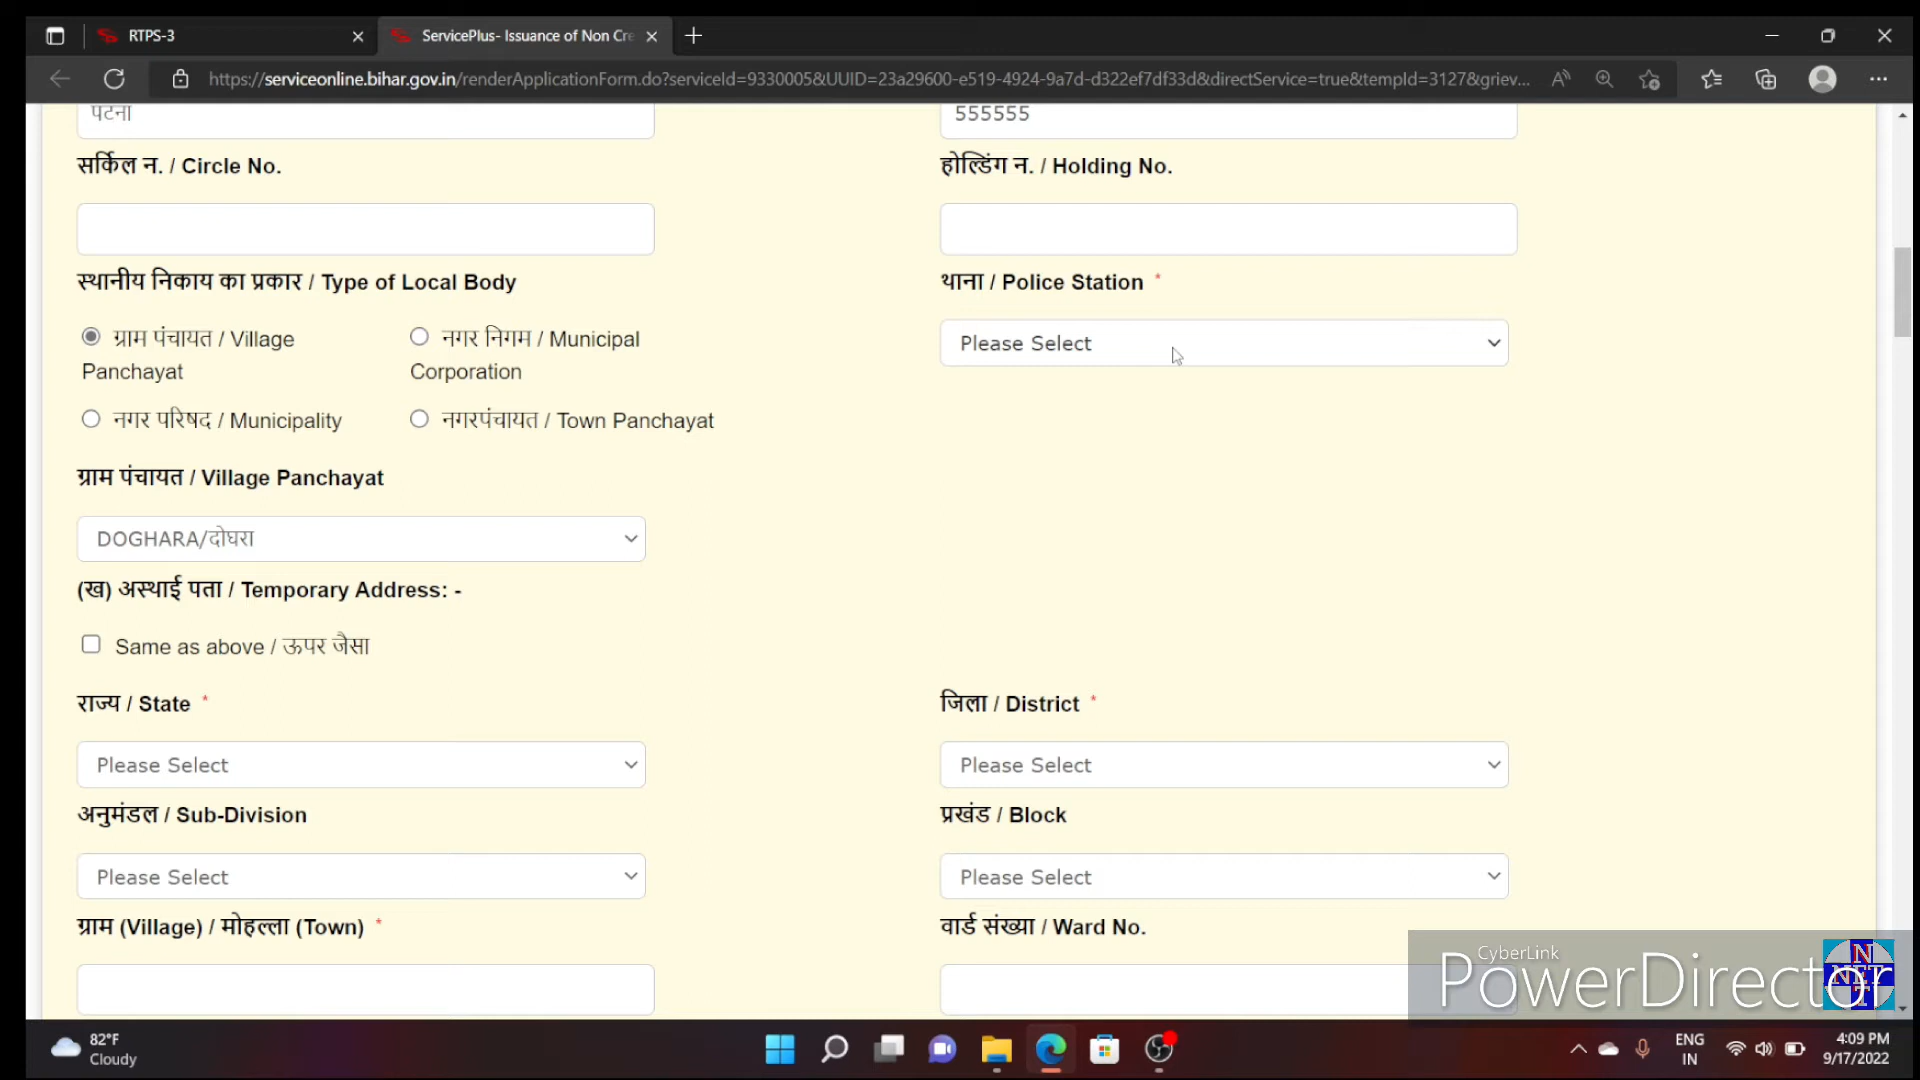 RTPS-3
ServicePlus- Issuance of Non Cre
https://serviceonline.bihar.gov.in/renderApplicationForm.do?serviceId=9330005&UUID=23a29600-e519-4924-9a7d-d322ef7df33d&directService=true&tempId=3127&griev...
पटना 555555
सर्किल न. / Circle No. होल्डिंग न. / Holding No.
स्थानीय निकाय का प्रकार / Type of Local Body थाना / Police Station *
ग्राम पंचायत / Village Panchayat
नगर निगम / Municipal Corporation
Please Select
नगर परिषद / Municipality नगरपंचायत / Town Panchayat
ग्राम पंचायत / Village Panchayat
DOGHARA/दोघरा
(ख) अस्थाई पता / Temporary Address: -
Same as above / ऊपर जैसा
राज्य / State * जिला / District *
Please Select Please Select
अनुमंडल / Sub-Division प्रखंड / Block
Please Select Please Select
ग्राम (Village) / मोहल्ला (Town) * वार्ड संख्या / Ward No.
CyberLink
PowerDirector
N
NET
T
82°F
Cloudy
ENG
IN
4:09 PM
9/17/2022